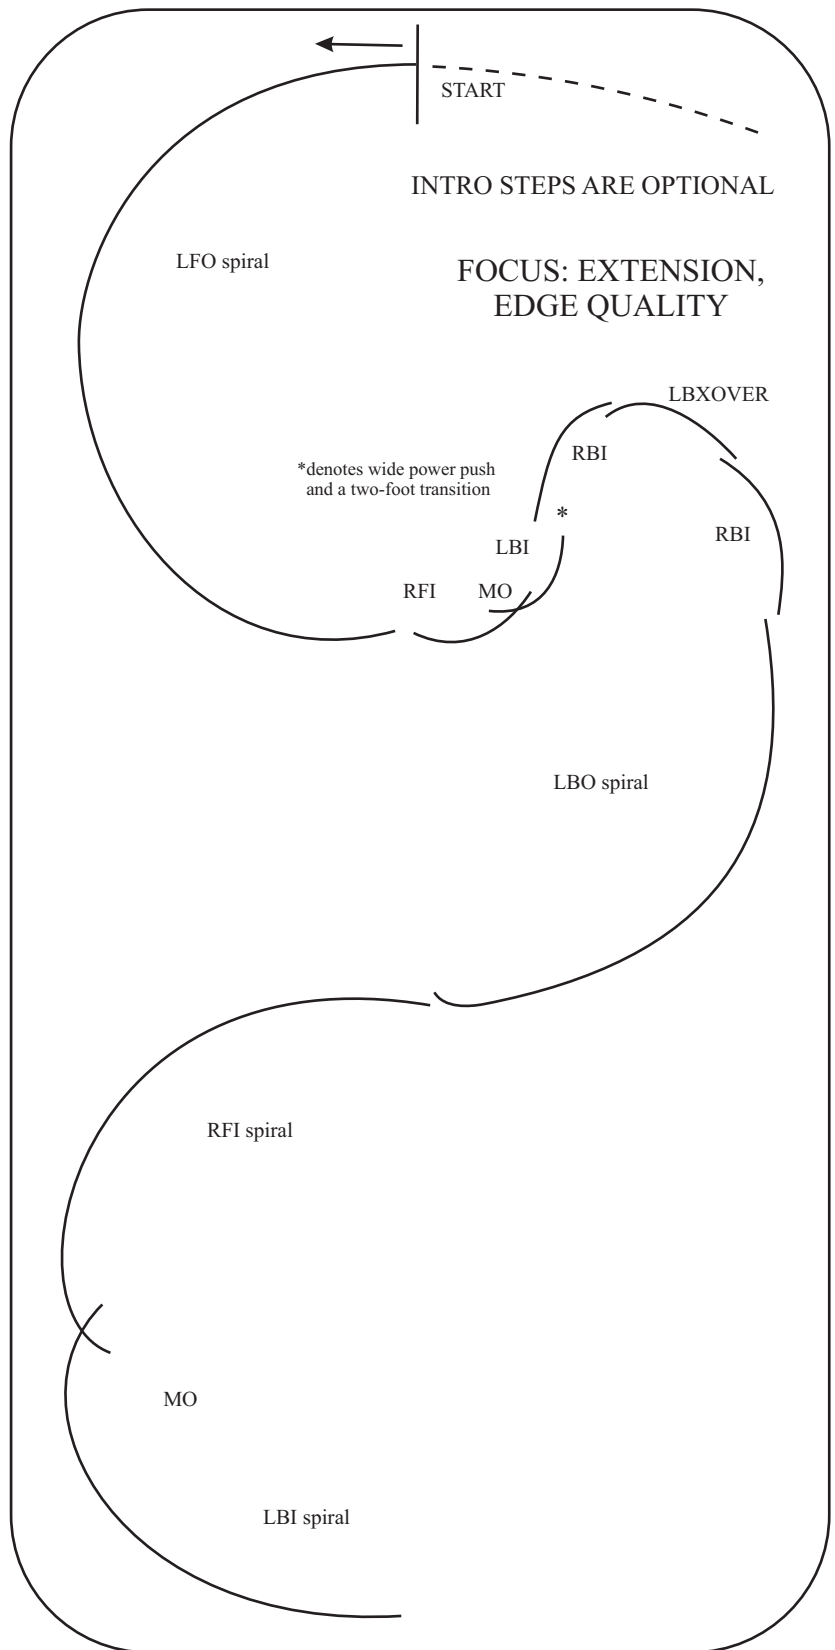 START
INTRO STEPS ARE OPTIONAL
LFO spiral
FOCUS: EXTENSION,
EDGE QUALITY
LBXOVER
RBI
*denotes wide power push
and a two-foot transition
*
RBI
LBI
RFI
MO
LBO spiral
RFI spiral
MO
LBI spiral